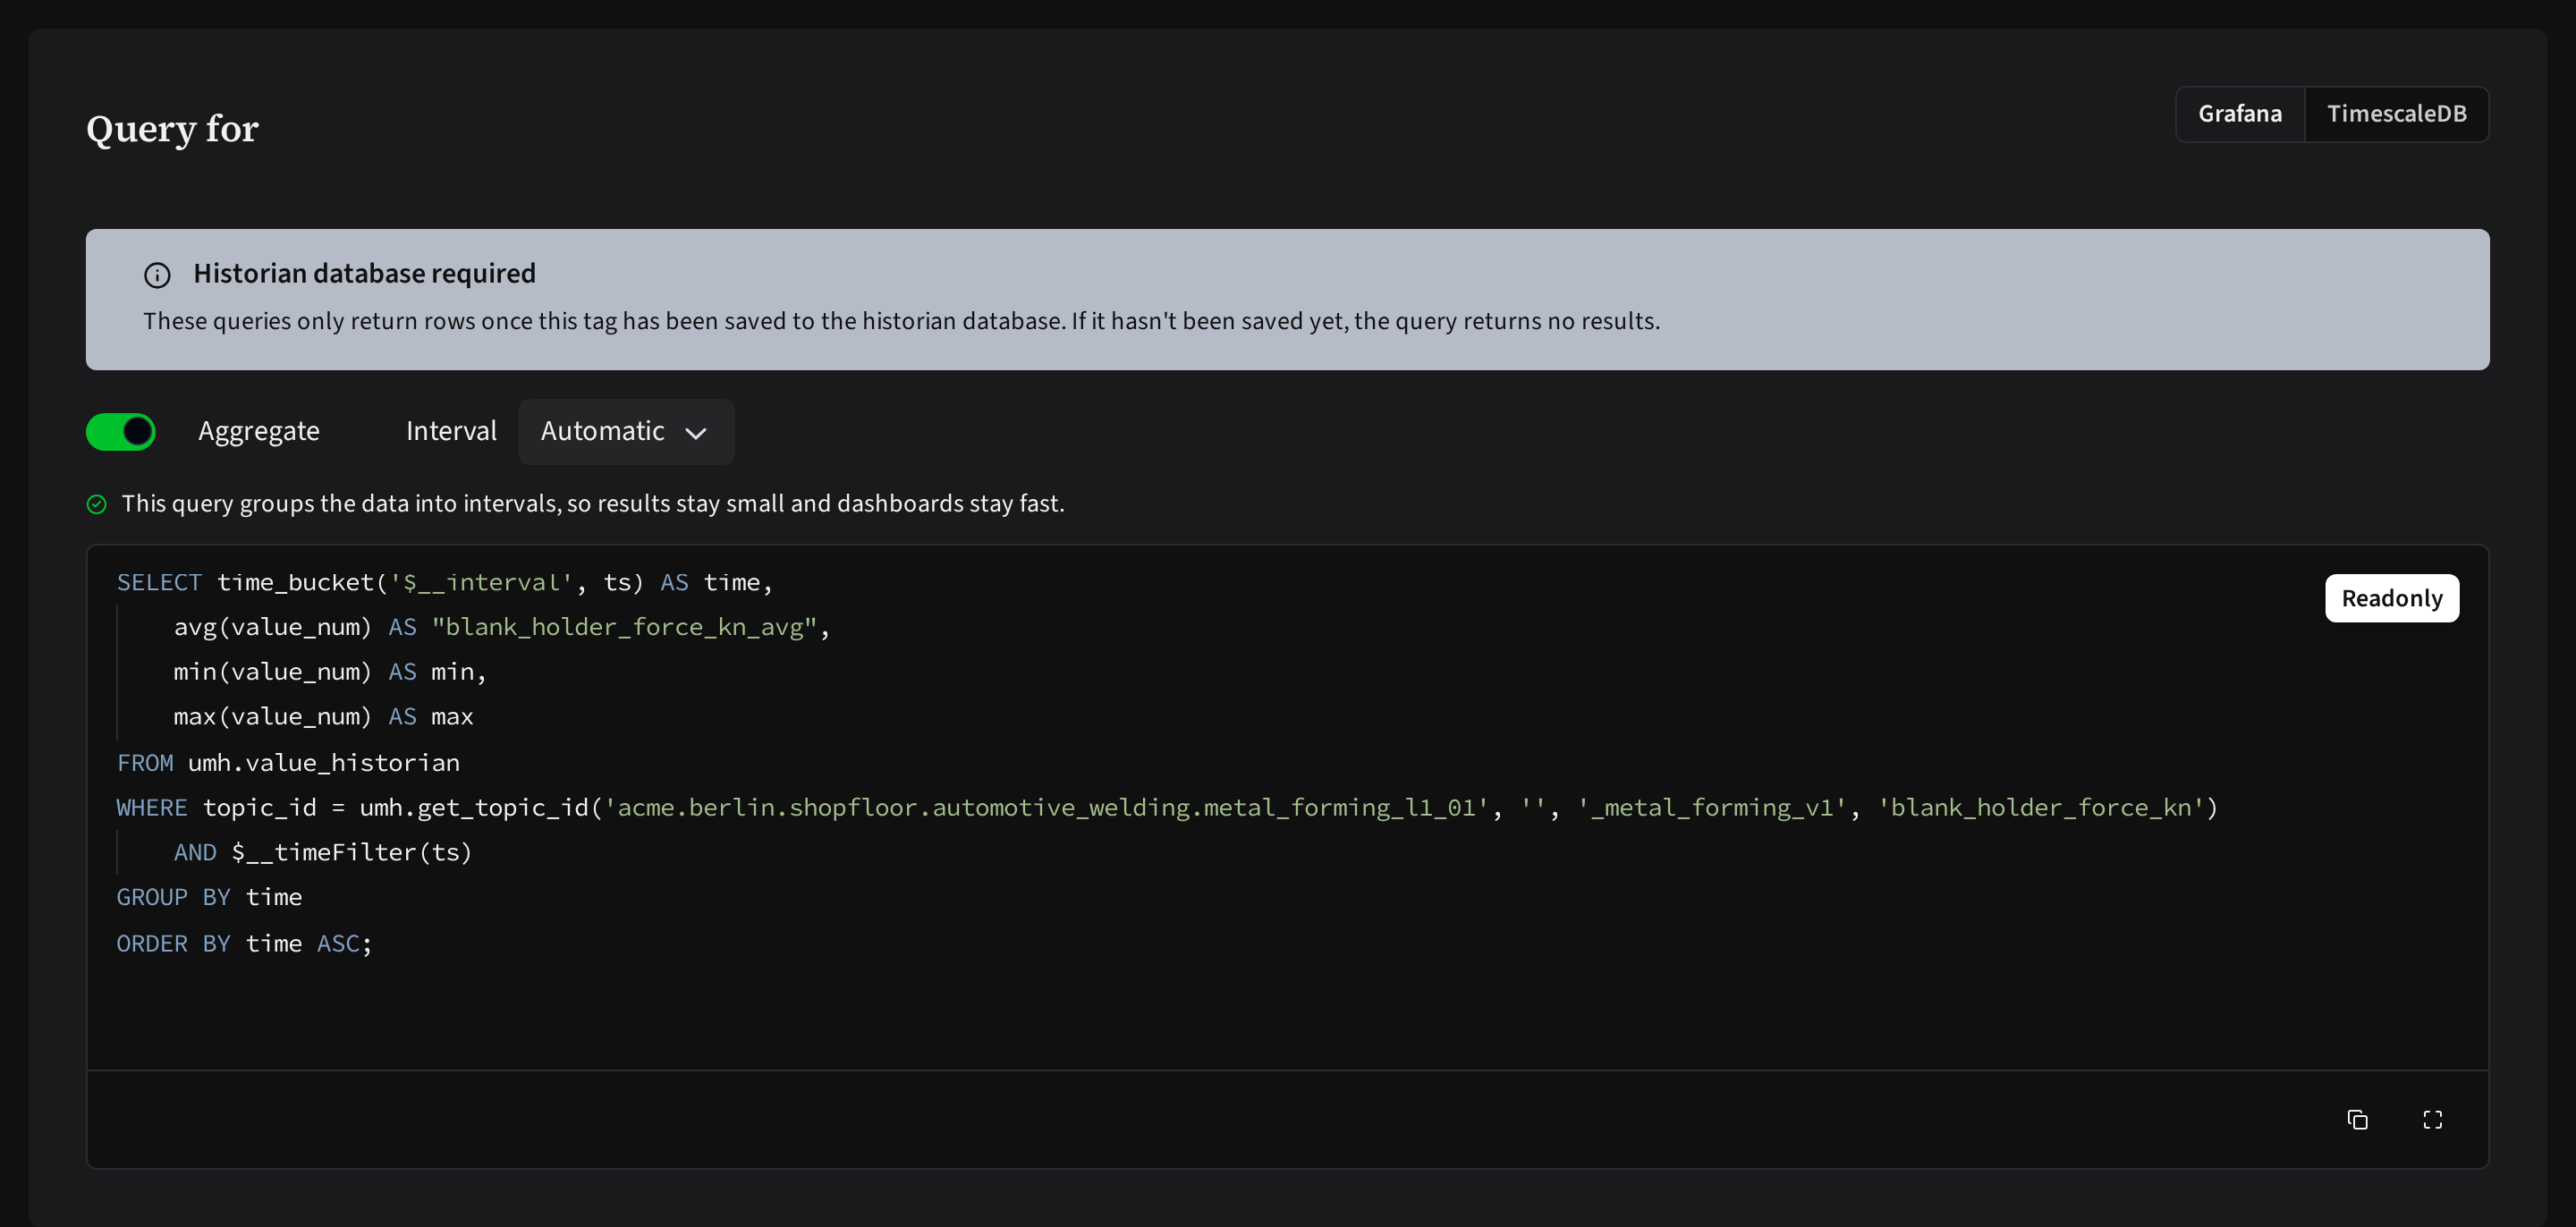 Query for
Grafana
TimescaleDB
Historian database required
These queries only return rows once this tag has been saved to the historian database. If it hasn't been saved yet, the query returns no results.
Aggregate
Interval
Automatic
This query groups the data into intervals, so results stay small and dashboards stay fast.
SELECT time_bucket('$__interval', ts) AS time,
    avg(value_num) AS "blank_holder_force_kn_avg",
    min(value_num) AS min,
    max(value_num) AS max
FROM umh.value_historian
WHERE topic_id = umh.get_topic_id('acme.berlin.shopfloor.automotive_welding.metal_forming_l1_01', '', '_metal_forming_v1', 'blank_holder_force_kn')
    AND $__timeFilter(ts)
GROUP BY time
ORDER BY time ASC;
Readonly